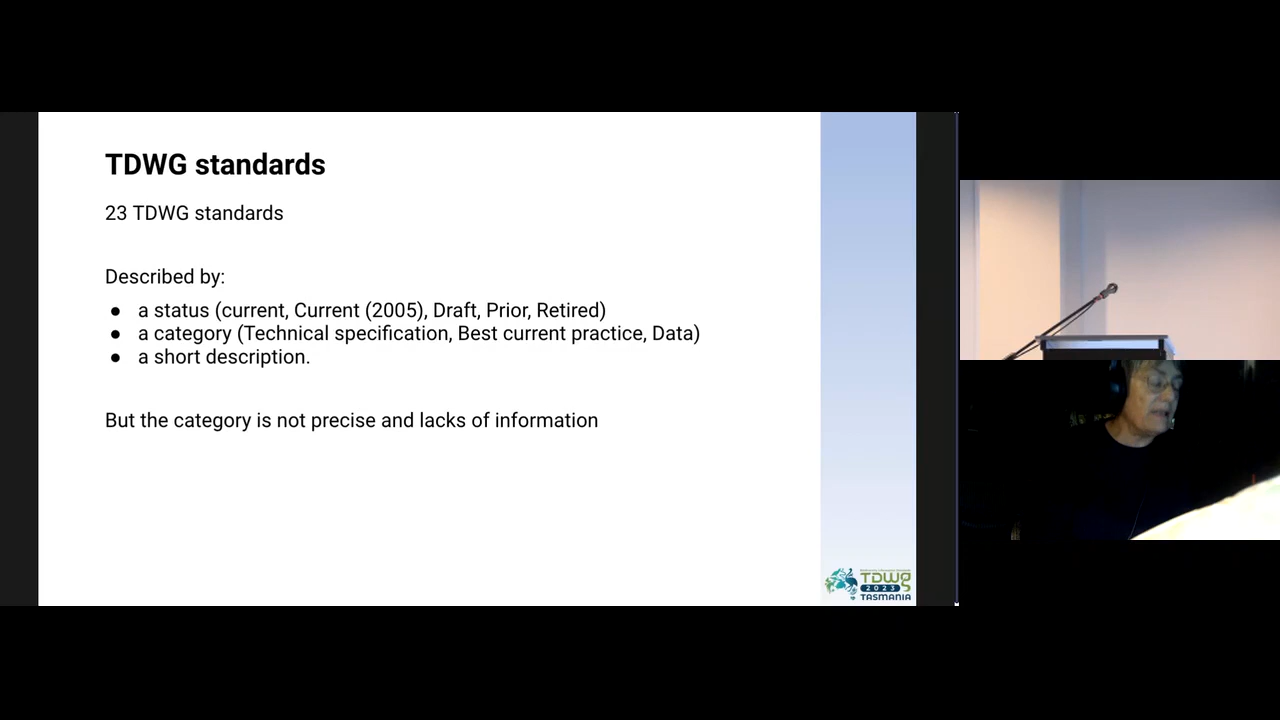 TDWG standards
23 TDWG standards
Described by:
● a status (current, Current (2005), Draft, Prior, Retired)
● a category (Technical specification, Best current practice, Data)
● a short description.
But the category is not precise and lacks of information
TDWG
2023
TASMANIA